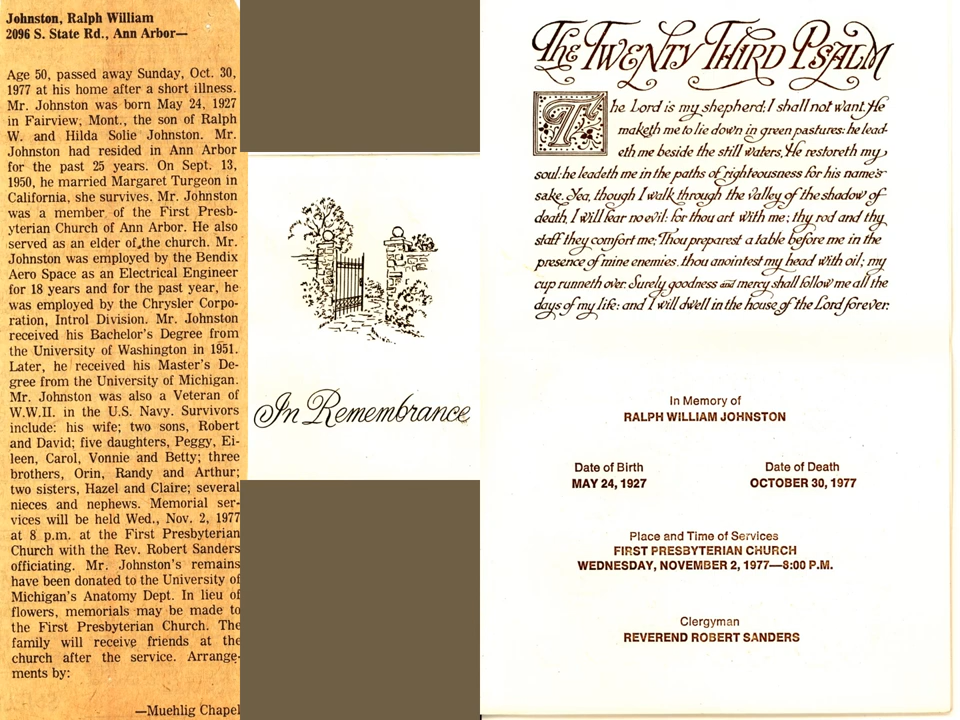 Johnston, Ralph William
2096 S. State Rd., Ann Arbor—
Age 50, passed away Sunday, Oct. 30,
1977 at his home after a short illness.
Mr. Johnston was born May 24, 1927
in Fairview, Mont., the son of Ralph
W. and Hilda Solie Johnston. Mr.
Johnston had resided in Ann Arbor
for the past 25 years. On Sept. 13,
1950, he married Margaret Turgeon in
California, she survives. Mr. Johnston
was a member of the First Presb-
yterian Church of Ann Arbor. He also
served as an elder of the church. Mr.
Johnston was employed by the Bendix
Aero Space as an Electrical Engineer
for 18 years and for the past year, he
was employed by the Chrysler Corpo-
ration, Introl Division. Mr. Johnston
received his Bachelor's Degree from
the University of Washington in 1951.
Later, he received his Master's De-
gree from the University of Michigan.
Mr. Johnston was also a Veteran of
W.W.II. in the U.S. Navy. Survivors
include: his wife; two sons, Robert
and David; five daughters, Peggy, Ei-
leen, Carol, Vonnie and Betty; three
brothers, Orin, Randy and Arthur;
two sisters, Hazel and Claire; several
nieces and nephews. Memorial ser-
vices will be held Wed., Nov. 2, 1977
at 8 p.m. at the First Presbyterian
Church with the Rev. Robert Sanders
officiating. Mr. Johnston's remains
have been donated to the University of
Michigan's Anatomy Dept. In lieu of
flowers, memorials may be made to
the First Presbyterian Church. The
family will receive friends at the
church after the service. Arrange-
ments by:
—Muehlig Chapel
In Remembrance
The Twenty Third Psalm
The Lord is my shepherd; I shall not want. He
maketh me to lie down in green pastures: he lead-
eth me beside the still waters. He restoreth my
soul: he leadeth me in the paths of righteousness for his name's
sake. Yea, though I walk through the valley of the shadow of
death, I will fear no evil: for thou art with me; thy rod and thy
staff they comfort me; Thou preparest a table before me in the
presence of mine enemies, thou anointest my head with oil; my
cup runneth over. Surely goodness and mercy shall follow me all the
days of my life: and I will dwell in the house of the Lord forever.
In Memory of
RALPH WILLIAM JOHNSTON
Date of Birth
MAY 24, 1927
Date of Death
OCTOBER 30, 1977
Place and Time of Services
FIRST PRESBYTERIAN CHURCH
WEDNESDAY, NOVEMBER 2, 1977—8:00 P.M.
Clergyman
REVEREND ROBERT SANDERS